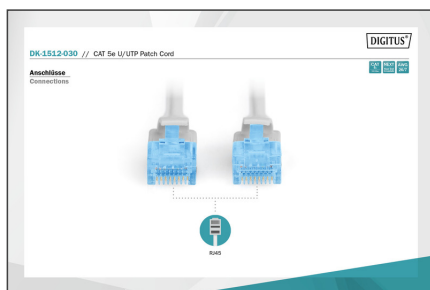 DIGITUS®
DK-1512-030 // CAT 5e U/UTP Patch Cord
Anschlüsse
Connections
RJ45